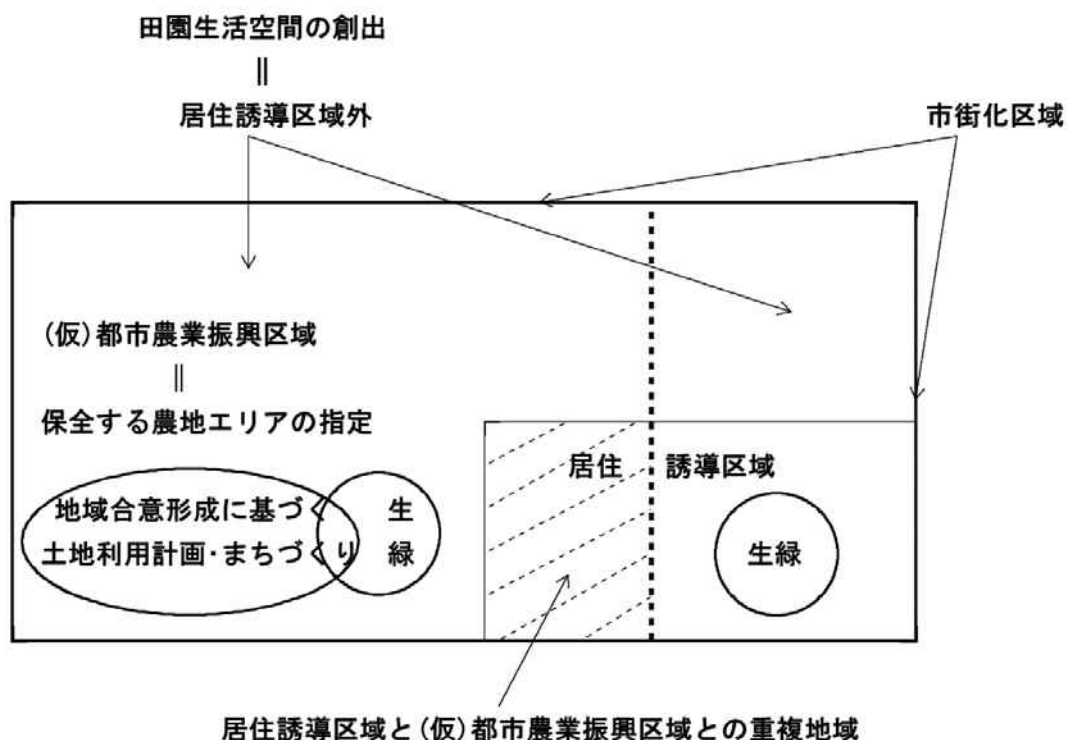 田園生活空間の創出
||
居住誘導区域外
市街化区域
(仮)都市農業振興区域
||
保全する農地エリアの指定
居住 誘導区域
地域合意形成に基づく 生
土地利用計画・まちづくり 緑
生緑
居住誘導区域と(仮)都市農業振興区域との重複地域